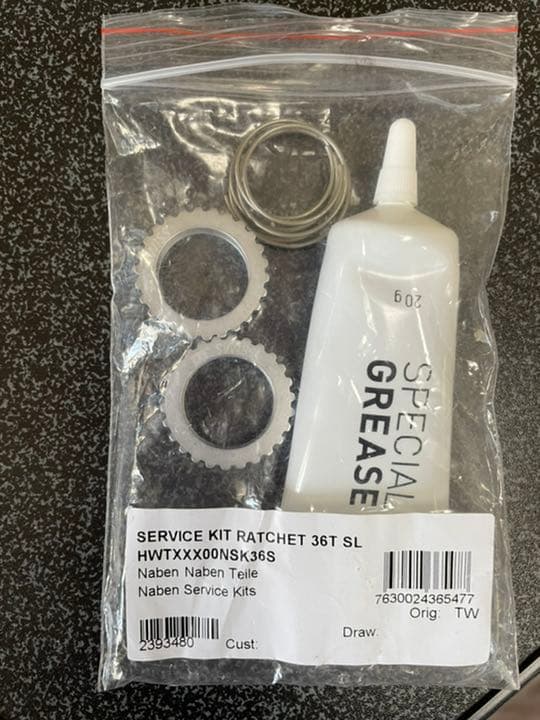 20g
SPECIAL
GREASE
SERVICE KIT RATCHET 36T SL
HWTXXX00NSK36S
Naben Naben Teile
Naben Service Kits
7630024365477
Orig: TW
Draw:
2393480 Cust: